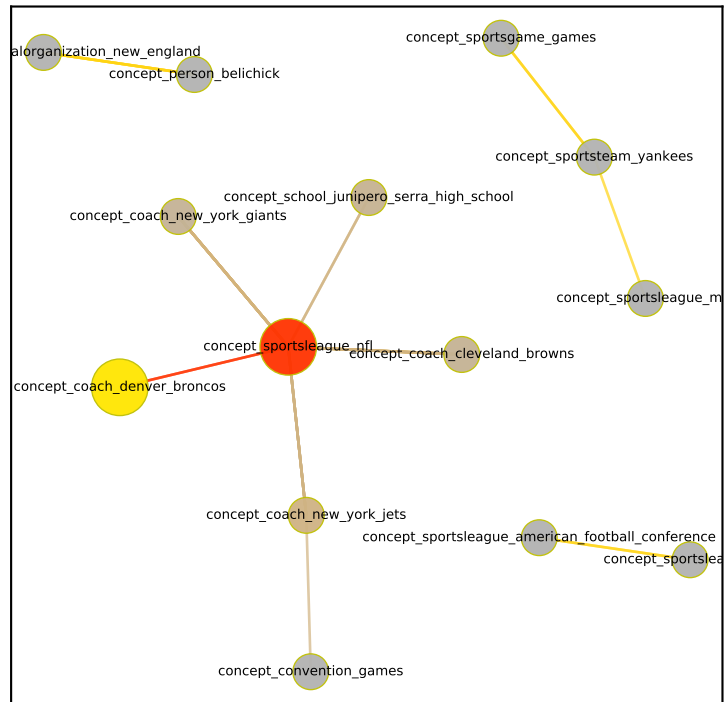 concept_sportsgame_games
alorganization_new_england
concept_person_belichick
concept_sportsteam_yankees
concept_school_junipero_serra_high_school
concept_coach_new_york_giants
concept_sportsleague_m
concept_sportsleague_nfl
concept_coach_cleveland_browns
concept_coach_denver_broncos
concept_coach_new_york_jets
concept_sportsleague_american_football_conference
concept_sportslea
concept_convention_games